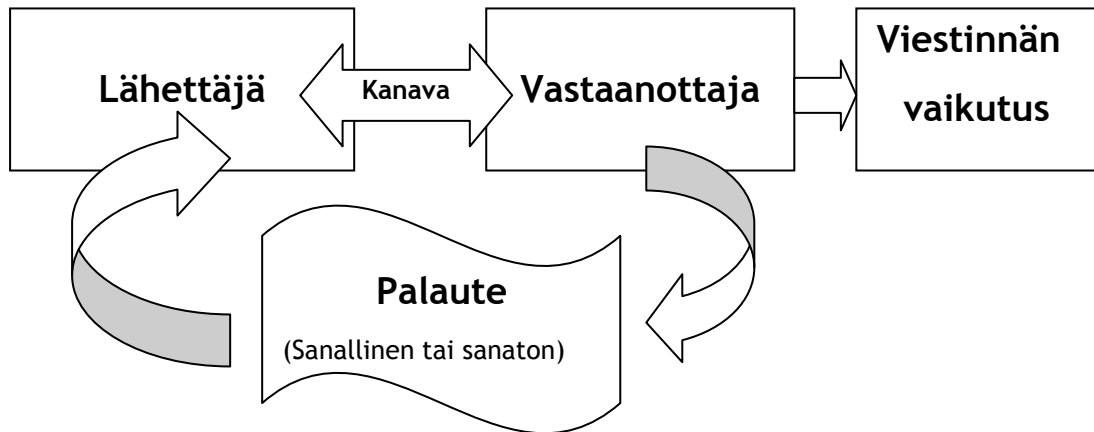 Lähettäjä
Kanava
Vastaanottaja
Viestinnän
vaikutus
Palaute
(Sanallinen tai sanaton)